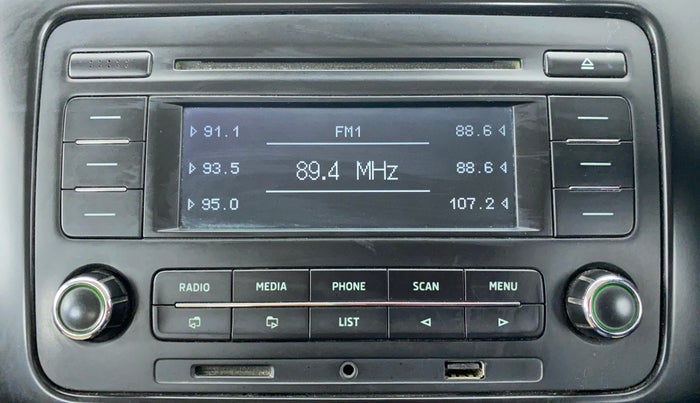 91.1 FM1 88.6
93.5 89.4 MHz 88.6
95.0 107.2
RADIO MEDIA PHONE SCAN MENU
LIST